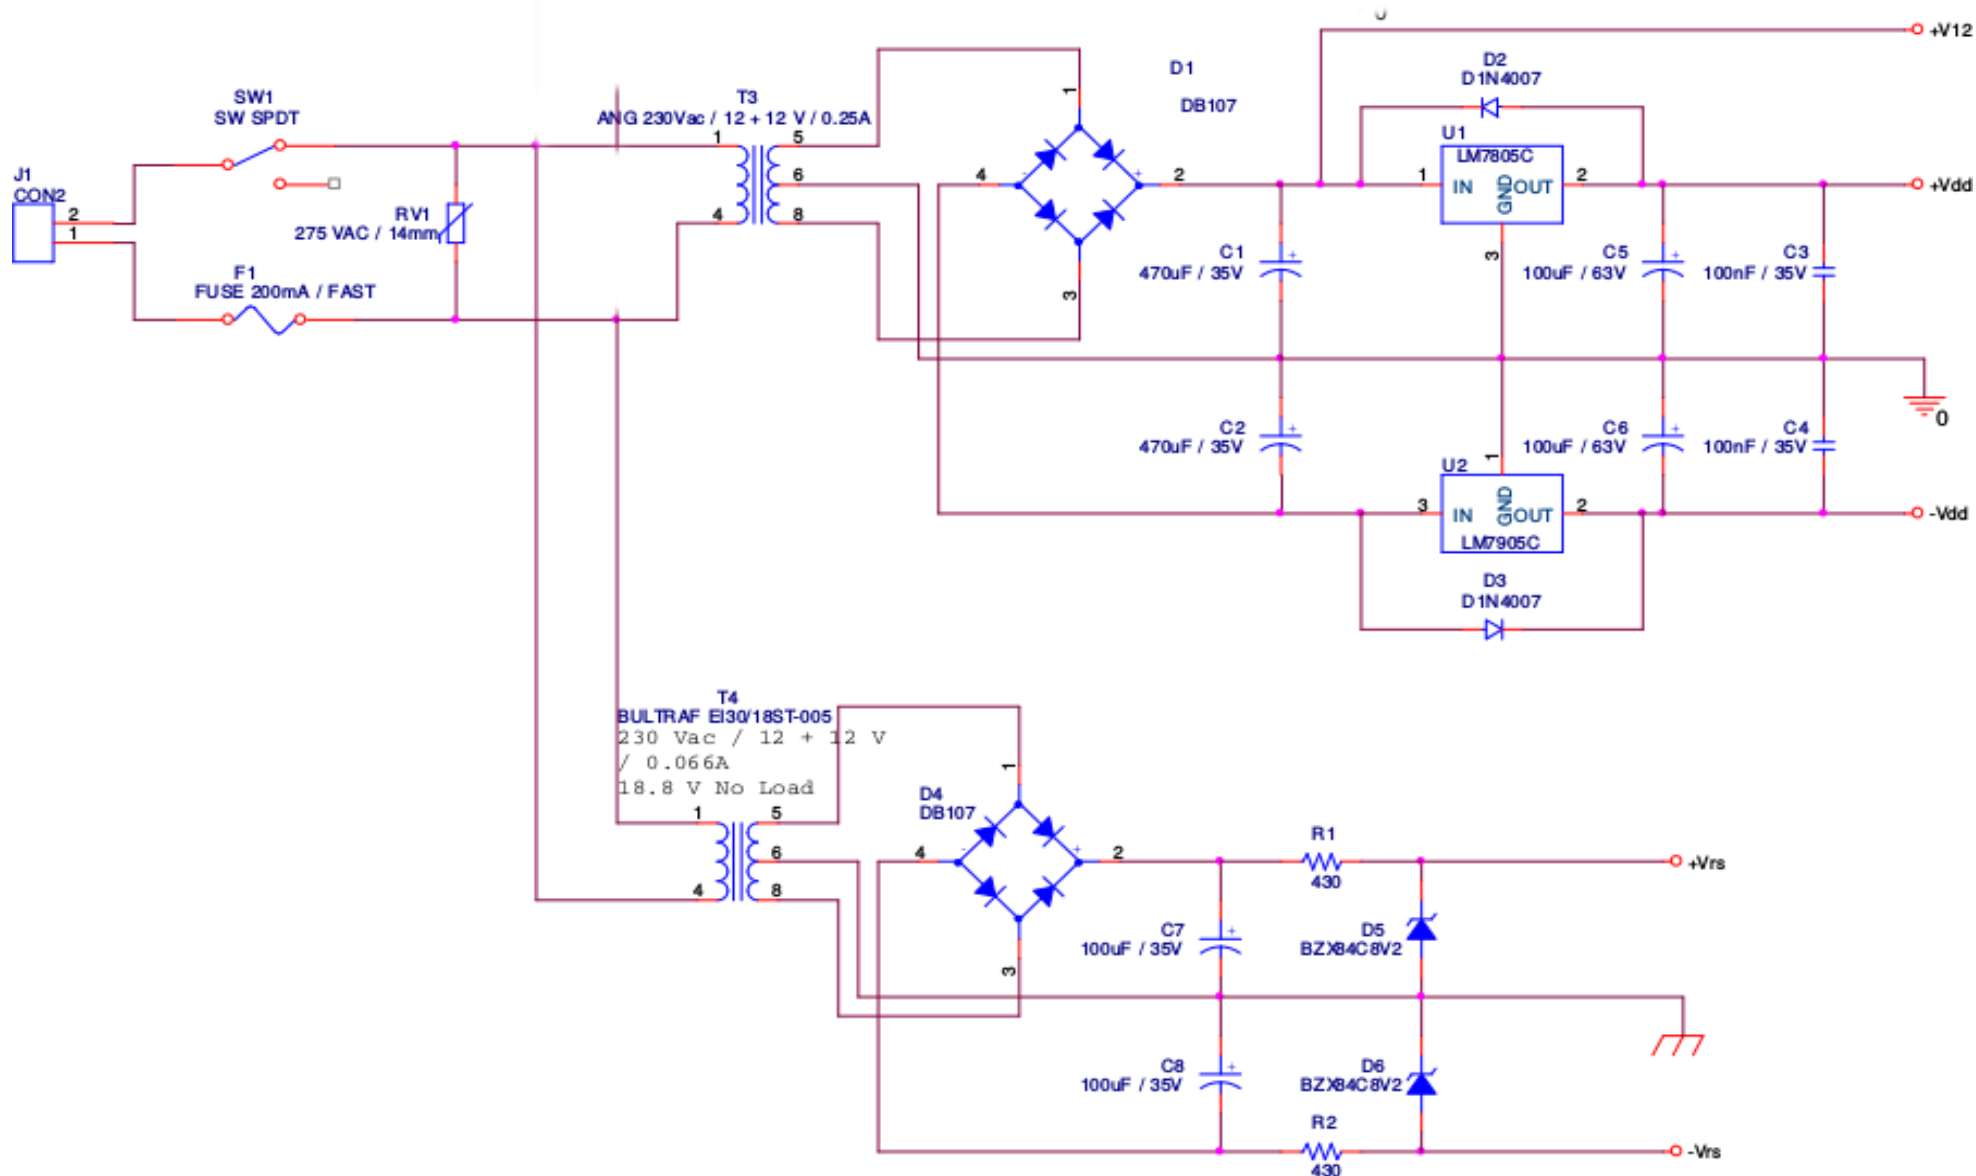 +V12
D1
DB107
D2
D1N4007
SW1
SW SPDT
T3
ANG 230Vac / 12 + 12 V / 0.25A
1
5
6
4
8
1
4
2
3
-
+
U1
LM7805C
1
IN
GND
OUT
2
3
+Vdd
J1
CON2
2
1
RV1
275 VAC / 14mm
F1
FUSE 200mA / FAST
C1
470uF / 35V
+
C5
100uF / 63V
+
C3
100nF / 35V
0
C2
470uF / 35V
+
C6
100uF / 63V
+
C4
100nF / 35V
U2
1
3
IN
GND
OUT
2
LM7905C
-Vdd
D3
D1N4007
T4
BULTRAF EI30/18ST-005
230 Vac / 12 + 12 V
/ 0.066A
18.8 V No Load
1
5
6
4
8
D4
DB107
1
4
2
3
-
+
R1
430
+Vrs
C7
100uF / 35V
+
D5
BZX84C8V2
C8
100uF / 35V
+
D6
BZX84C8V2
R2
430
-Vrs